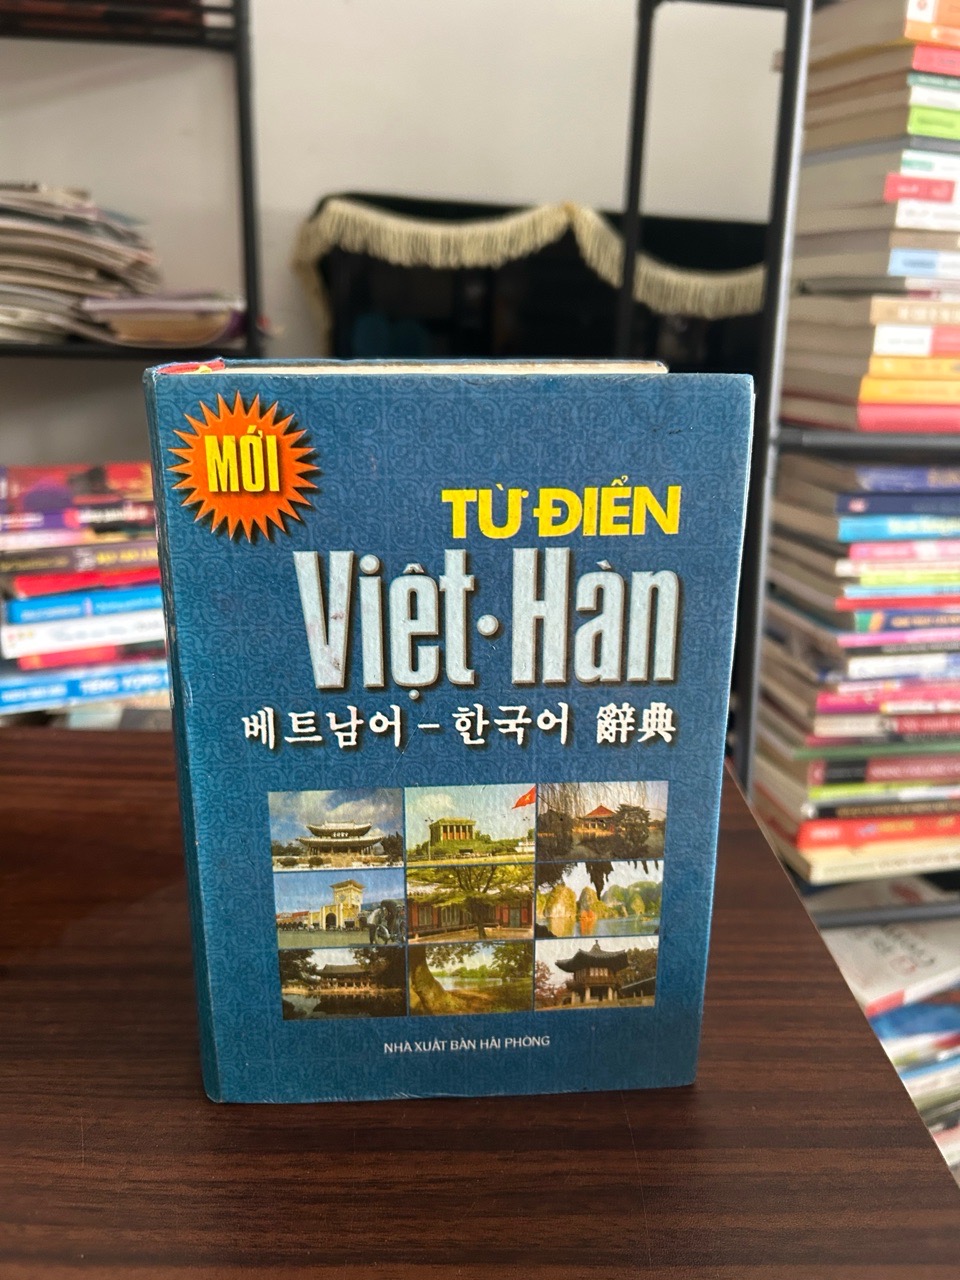 MỚI
TỪ ĐIỂN
Việt·Hàn
베트남어 – 한국어 辭典
NHÀ XUẤT BẢN HẢI PHÒNG